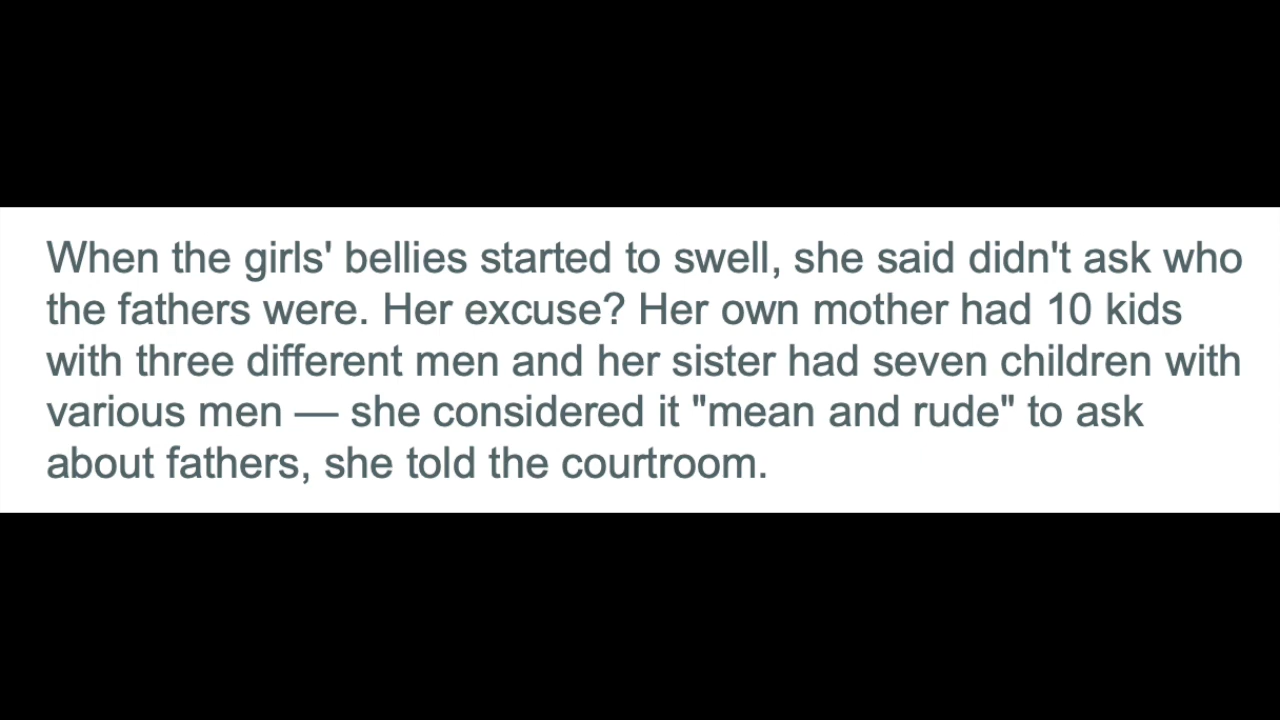 When the girls' bellies started to swell, she said didn't ask who
the fathers were. Her excuse? Her own mother had 10 kids
with three different men and her sister had seven children with
various men — she considered it "mean and rude" to ask
about fathers, she told the courtroom.